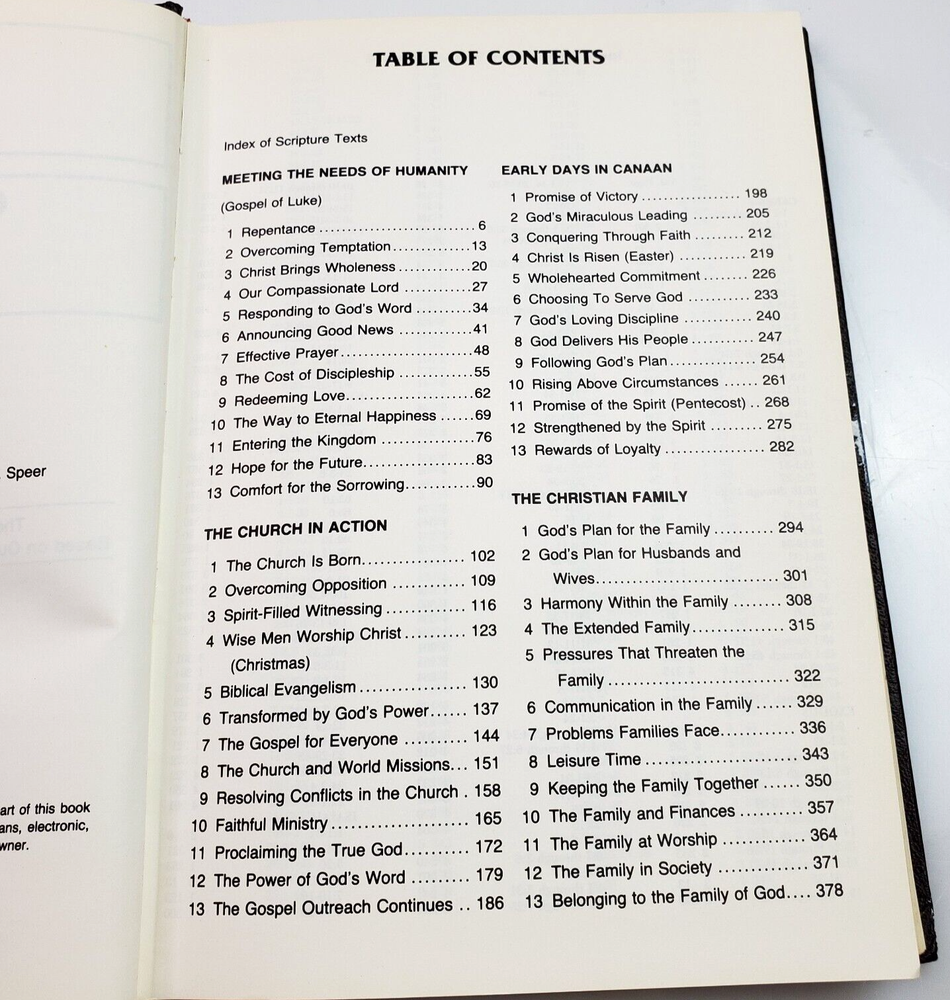 TABLE OF CONTENTS
Index of Scripture Texts
MEETING THE NEEDS OF HUMANITY
(Gospel of Luke)
1 Repentance .......................... 6
2 Overcoming Temptation............. 13
3 Christ Brings Wholeness ............20
4 Our Compassionate Lord ...........27
5 Responding to God's Word .........34
6 Announcing Good News ............41
7 Effective Prayer......................48
8 The Cost of Discipleship ............55
9 Redeeming Love.....................62
10 The Way to Eternal Happiness ......69
11 Entering the Kingdom ...............76
12 Hope for the Future..................83
13 Comfort for the Sorrowing............90
THE CHURCH IN ACTION
1 The Church Is Born................. 102
2 Overcoming Opposition ............ 109
3 Spirit-Filled Witnessing ............. 116
4 Wise Men Worship Christ .......... 123
(Christmas)
5 Biblical Evangelism ................. 130
6 Transformed by God's Power...... 137
7 The Gospel for Everyone .......... 144
8 The Church and World Missions... 151
9 Resolving Conflicts in the Church . 158
10 Faithful Ministry ...................... 165
11 Proclaiming the True God.......... 172
12 The Power of God's Word ......... 179
13 The Gospel Outreach Continues .. 186
EARLY DAYS IN CANAAN
1 Promise of Victory .................. 198
2 God's Miraculous Leading ......... 205
3 Conquering Through Faith ......... 212
4 Christ Is Risen (Easter) ............ 219
5 Wholehearted Commitment ........ 226
6 Choosing To Serve God ........... 233
7 God's Loving Discipline ............ 240
8 God Delivers His People ........... 247
9 Following God's Plan............... 254
10 Rising Above Circumstances ...... 261
11 Promise of the Spirit (Pentecost) .. 268
12 Strengthened by the Spirit ......... 275
13 Rewards of Loyalty ................. 282
THE CHRISTIAN FAMILY
1 God's Plan for the Family .......... 294
2 God's Plan for Husbands and
Wives.............................. 301
3 Harmony Within the Family ........ 308
4 The Extended Family............... 315
5 Pressures That Threaten the
Family ............................. 322
6 Communication in the Family ...... 329
7 Problems Families Face............ 336
8 Leisure Time ........................ 343
9 Keeping the Family Together ...... 350
10 The Family and Finances .......... 357
11 The Family at Worship ............. 364
12 The Family in Society .............. 371
13 Belonging to the Family of God.... 378
Speer
art of this book
ans, electronic,
wner.